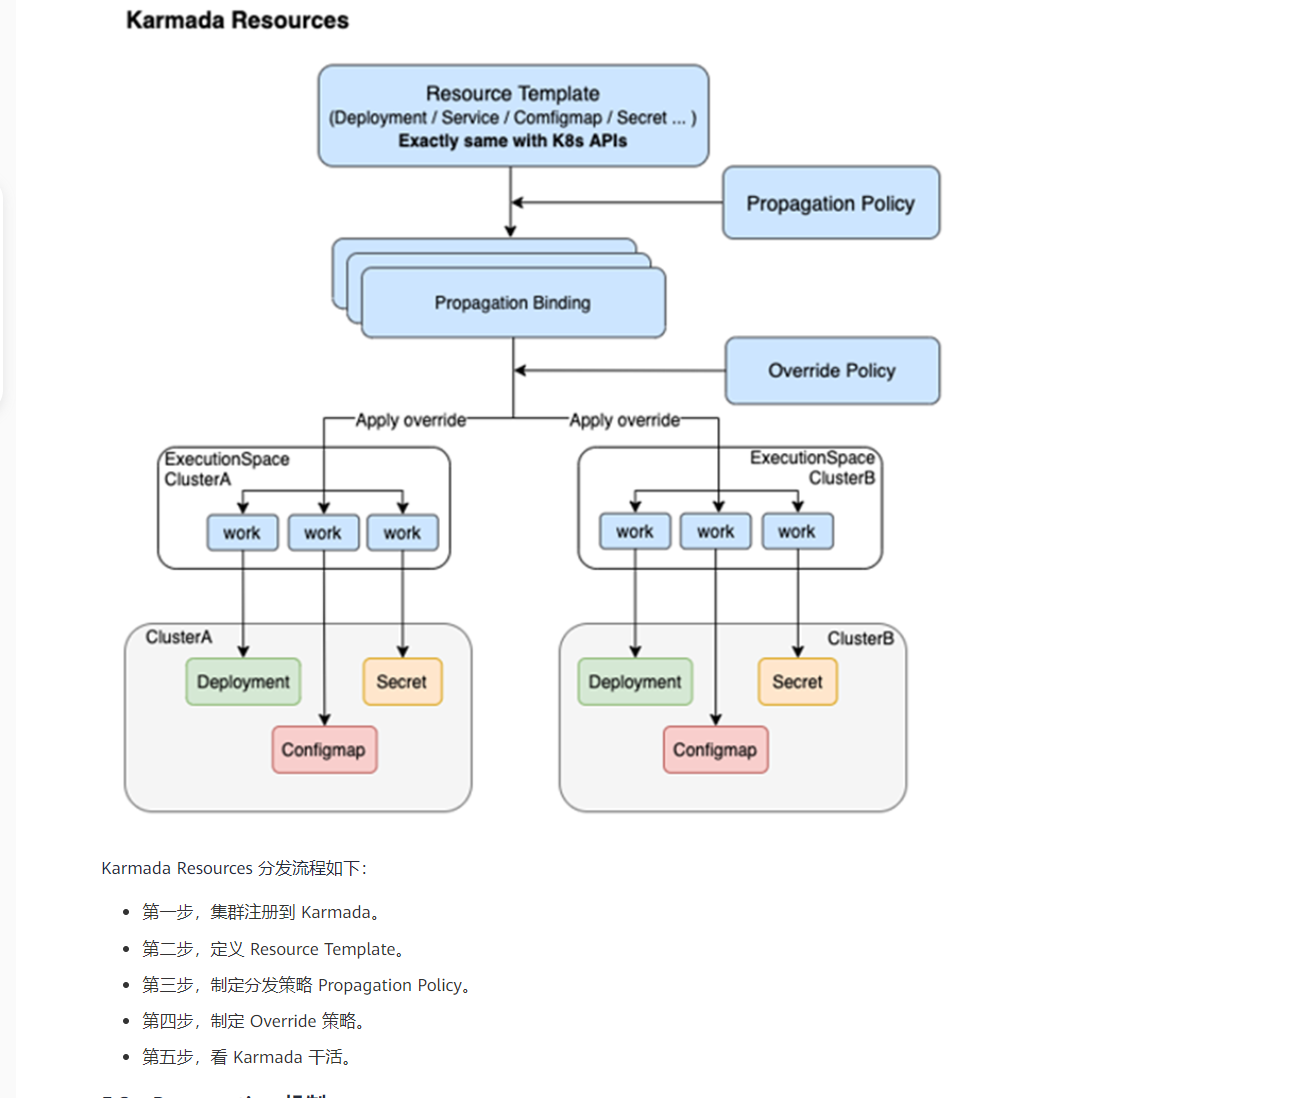 Karmada Resources
Resource Template
(Deployment / Service / Comfigmap / Secret ... )
Exactly same with K8s APIs
Propagation Policy
Propagation Binding
Override Policy
Apply override
Apply override
ExecutionSpace
ClusterA
work
work
work
ExecutionSpace
ClusterB
work
work
work
ClusterA
Deployment
Secret
Configmap
ClusterB
Deployment
Secret
Configmap
Karmada Resources 分发流程如下：
• 第一步，集群注册到 Karmada。
• 第二步，定义 Resource Template。
• 第三步，制定分发策略 Propagation Policy。
• 第四步，制定 Override 策略。
• 第五步，看 Karmada 干活。